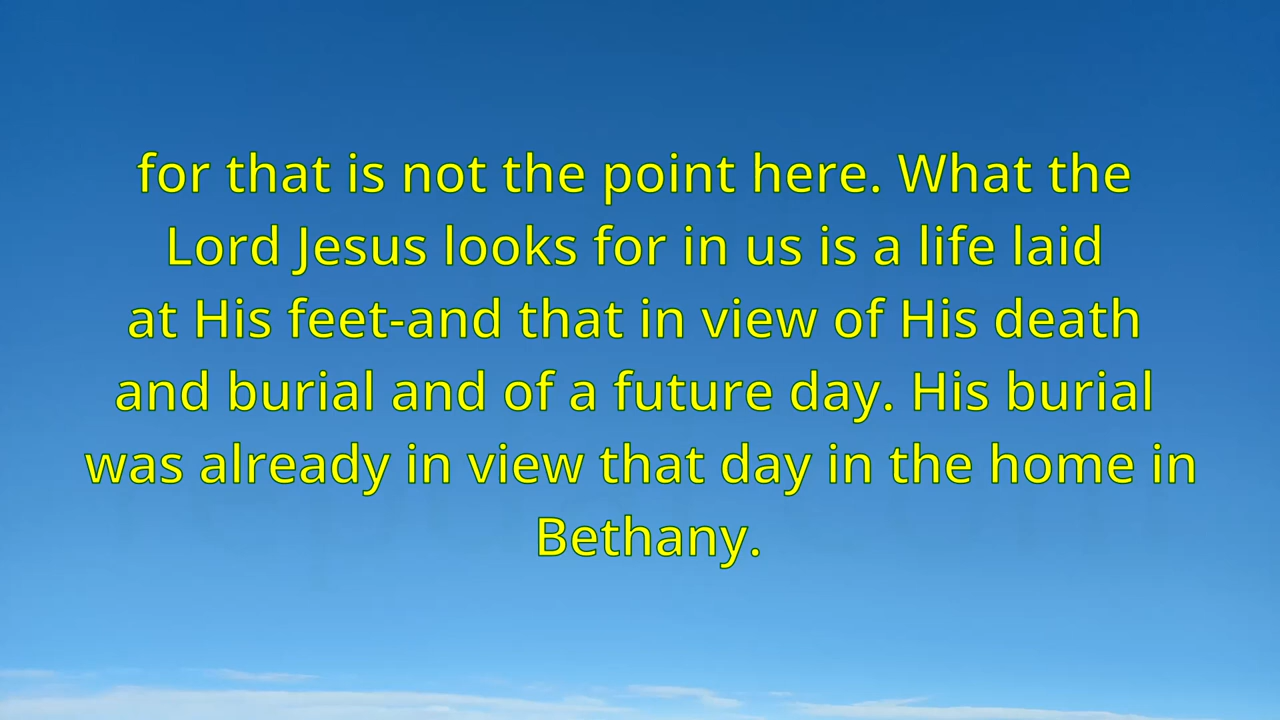 for that is not the point here. What the
Lord Jesus looks for in us is a life laid
at His feet-and that in view of His death
and burial and of a future day. His burial
was already in view that day in the home in
Bethany.